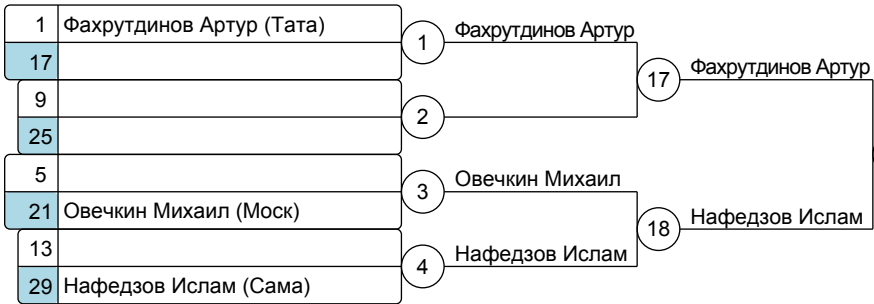 1 Фахрутдинов Артур (Тата)
17
9
25
5
21 Овечкин Михаил (Моск)
13
29 Нафедзов Ислам (Сама)
1 Фахрутдинов Артур
2
3 Овечкин Михаил
4 Нафедзов Ислам
17 Фахрутдинов Артур
18 Нафедзов Ислам